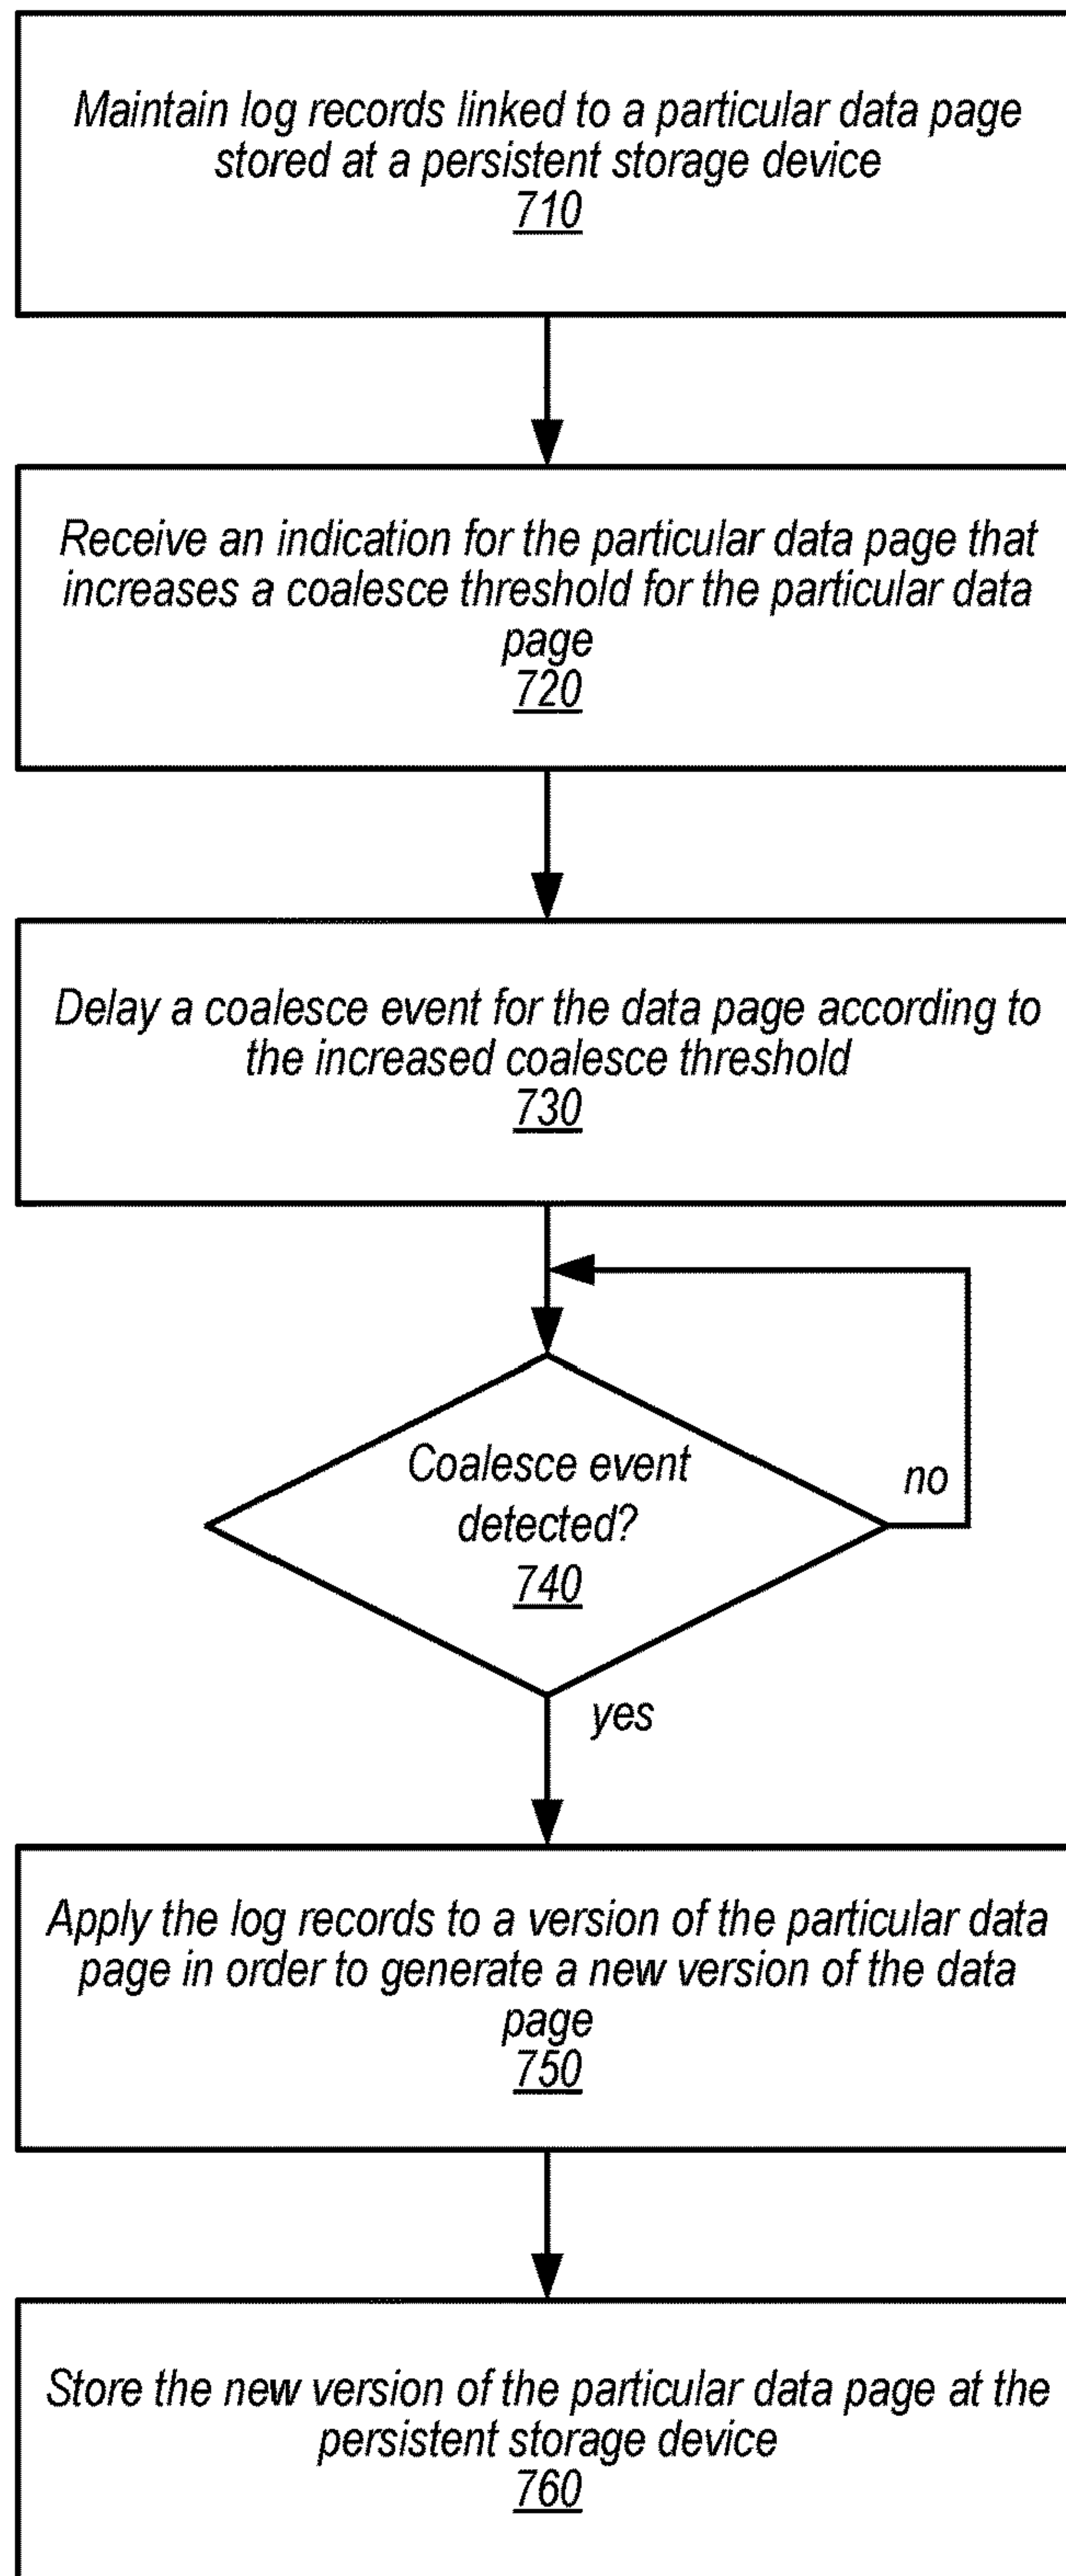 Maintain log records linked to a particular data page
stored at a persistent storage device
710
Receive an indication for the particular data page that
increases a coalesce threshold for the particular data
page
720
Delay a coalesce event for the data page according to
the increased coalesce threshold
730
Coalesce event
detected?
740
no
yes
Apply the log records to a version of the particular data
page in order to generate a new version of the data
page
750
Store the new version of the particular data page at the
persistent storage device
760